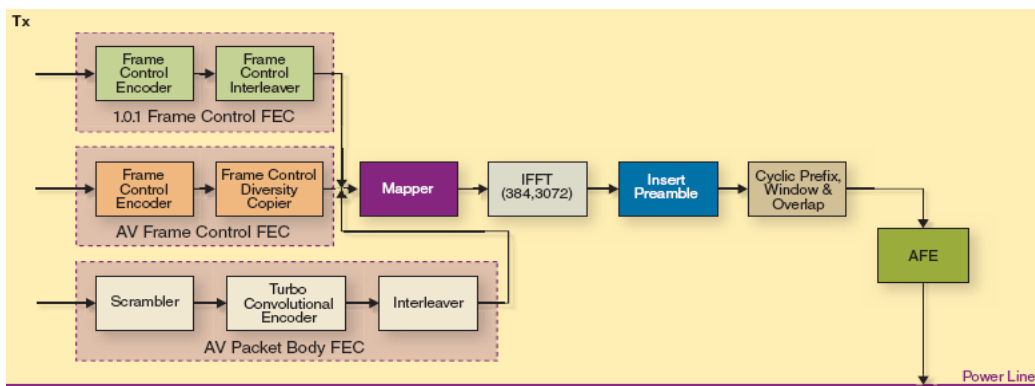 Tx
Frame
Control
Encoder
Frame
Control
Interleaver
1.0.1 Frame Control FEC
Frame
Control
Encoder
Frame Control
Diversity
Copier
AV Frame Control FEC
Mapper
IFFT
(384,3072)
Insert
Preamble
Cyclic Prefix,
Window &
Overlap
AFE
Scrambler
Turbo
Convolutional
Encoder
Interleaver
AV Packet Body FEC
Power Line